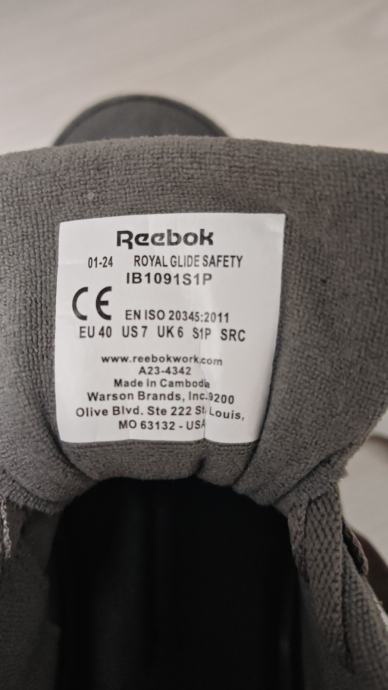 Reebok
01-24 ROYAL GLIDE SAFETY
IB1091S1P
CE EN ISO 20345:2011
EU 40 US 7 UK 6 S1P SRC
www.reebokwork.com
A23-4342
Made in Cambodia
Warson Brands, Inc.9200
Olive Blvd. Ste 222 St. Louis,
MO 63132 - USA